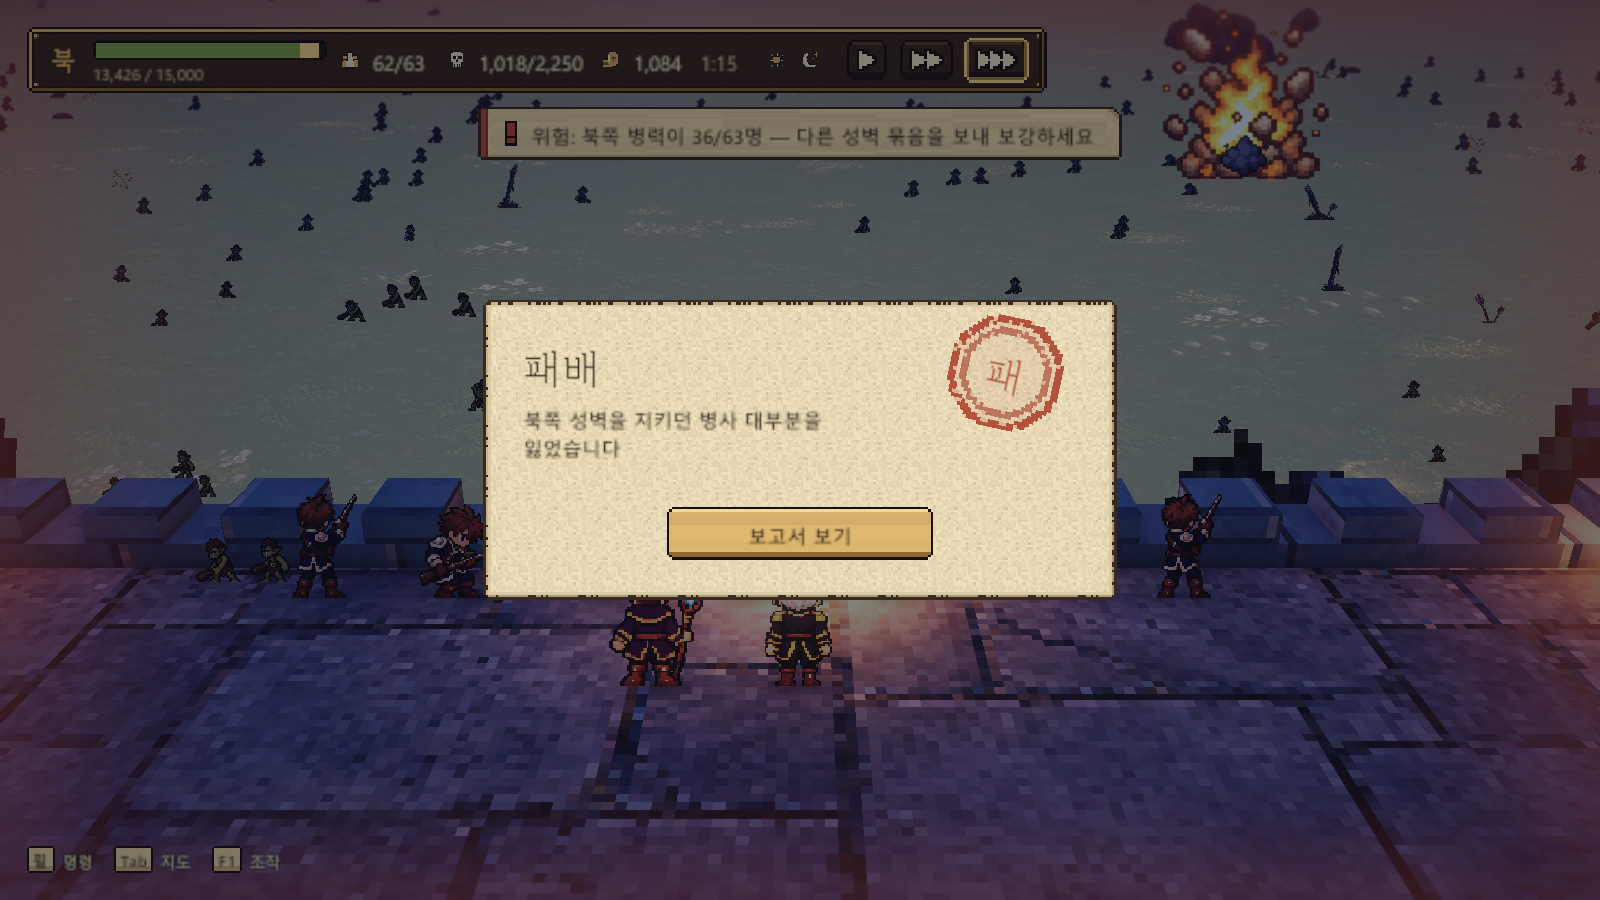 북
13,426 / 15,000
62/63
1,018/2,250
1,084
1:15
위험: 북쪽 병력이 36/63명 — 다른 성벽 묶음을 보내 보강하세요
패배
패
북쪽 성벽을 지키던 병사 대부분을
잃었습니다
보고서 보기
휠 명령 Tab 지도 F1 조작